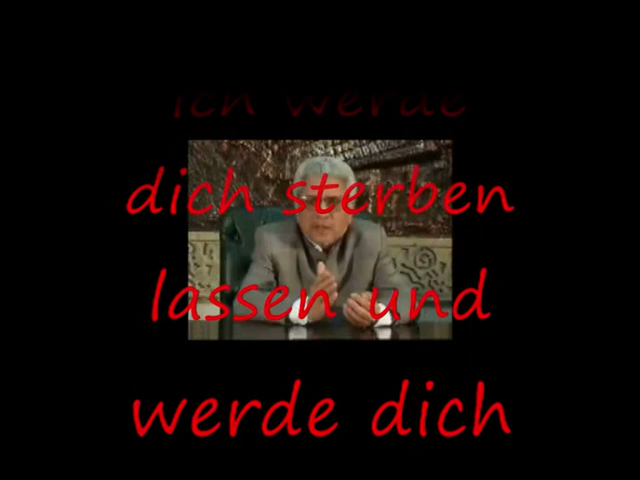 ich werde
dich sterben
lassen und
werde dich